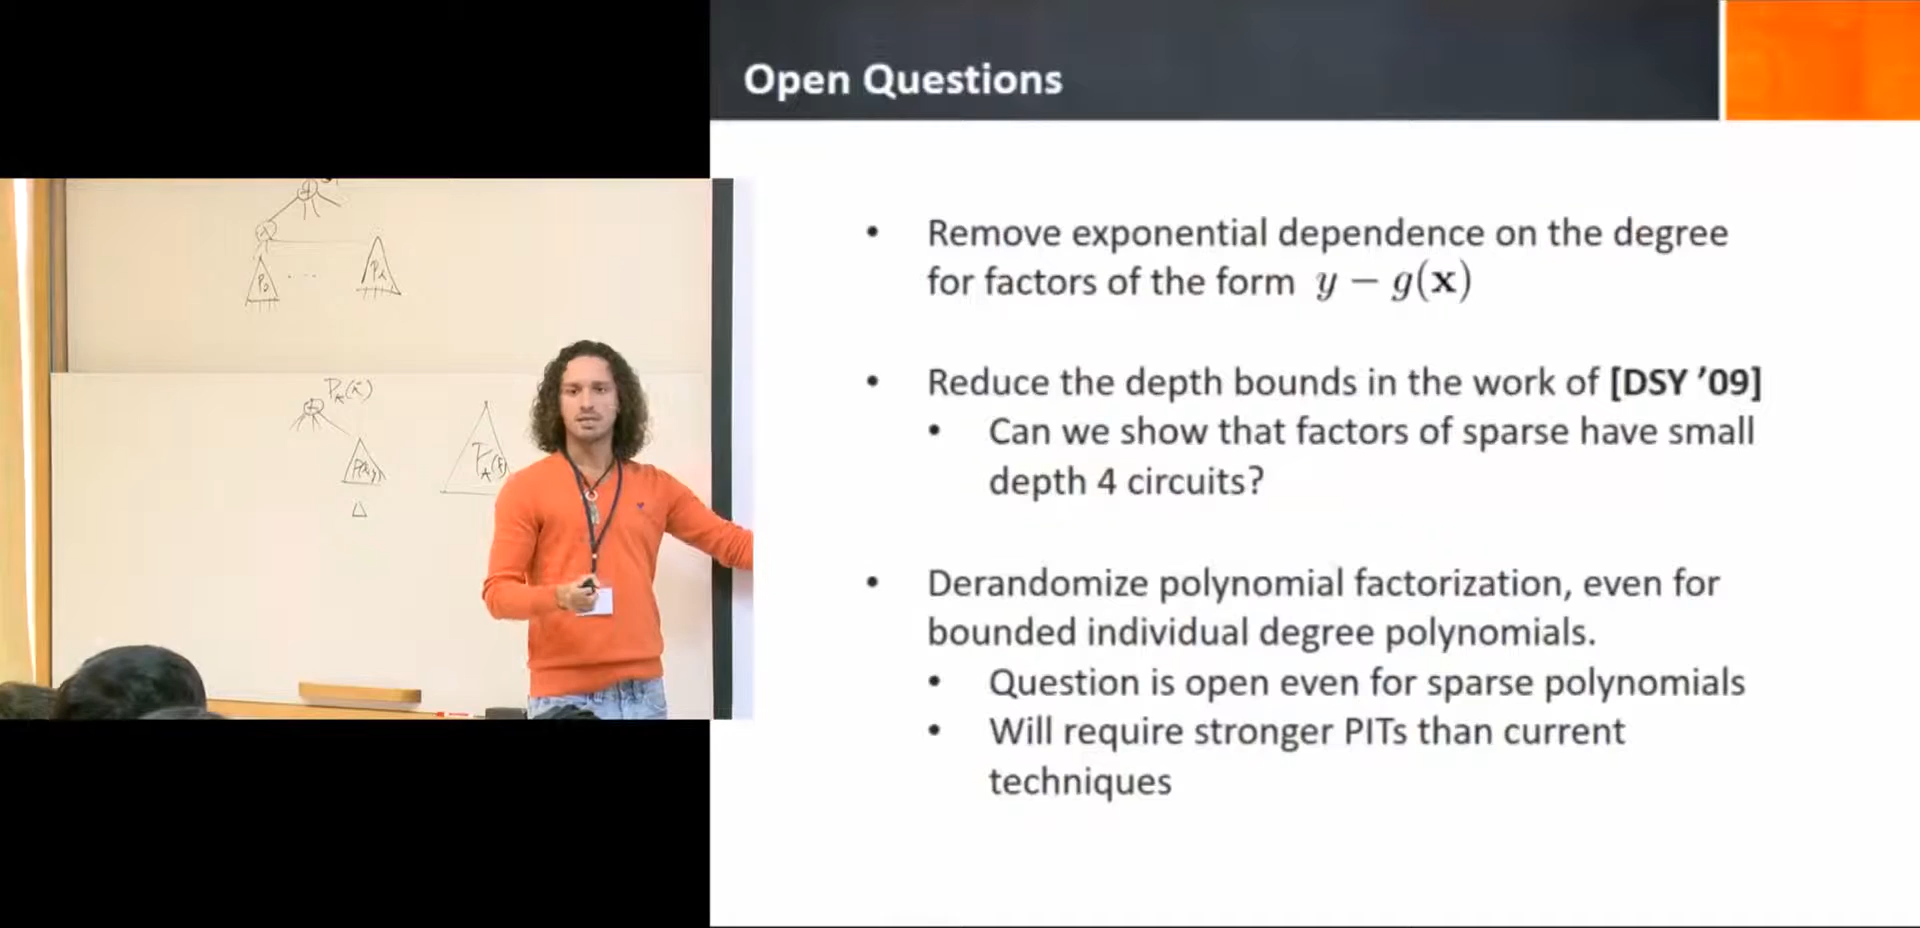 Open Questions
• Remove exponential dependence on the degree
for factors of the form y − g(x)
• Reduce the depth bounds in the work of [DSY ’09]
• Can we show that factors of sparse have small
depth 4 circuits?
• Derandomize polynomial factorization, even for
bounded individual degree polynomials.
• Question is open even for sparse polynomials
• Will require stronger PITs than current
techniques